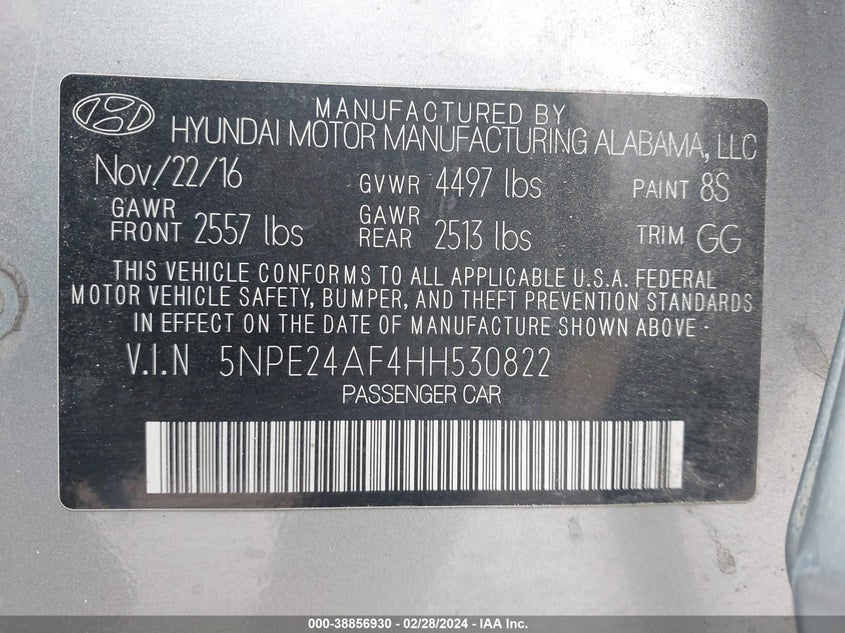 MANUFACTURED BY
HYUNDAI MOTOR MANUFACTURING ALABAMA, LLC
Nov/22/16 GVWR 4497 lbs PAINT 8S
GAWR FRONT 2557 lbs GAWR REAR 2513 lbs TRIM GG
THIS VEHICLE CONFORMS TO ALL APPLICABLE U.S.A. FEDERAL
MOTOR VEHICLE SAFETY, BUMPER, AND THEFT PREVENTION STANDARDS
IN EFFECT ON THE DATE OF MANUFACTURE SHOWN ABOVE.
V.I.N 5NPE24AF4HH530822
PASSENGER CAR
000-38856930 - 02/28/2024 - IAA Inc.